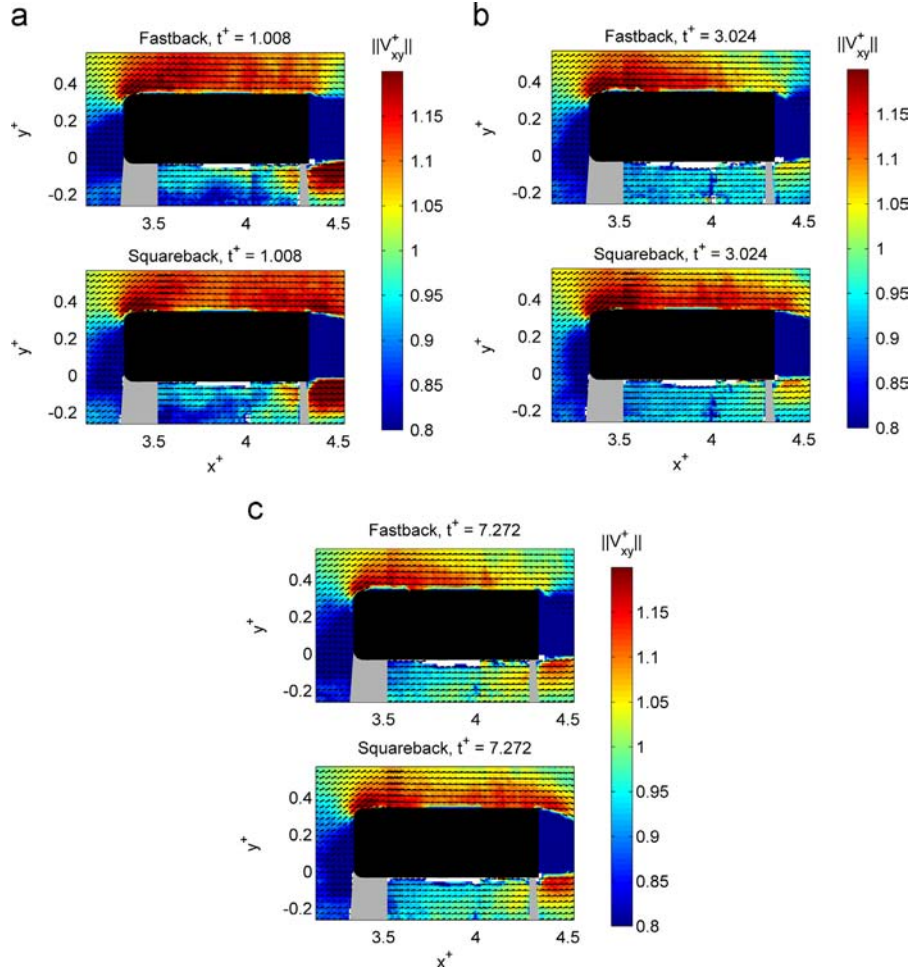 a
Fastback, t+ = 1.008
||V+xy||
y+
0.4
0.2
0
-0.2
3.5 4 4.5
Squareback, t+ = 1.008
y+
0.4
0.2
0
-0.2
3.5 4 4.5
x+
1.15
1.1
1.05
1
0.95
0.9
0.85
0.8
b
Fastback, t+ = 3.024
||V+xy||
y+
0.4
0.2
0
-0.2
3.5 4 4.5
Squareback, t+ = 3.024
y+
0.4
0.2
0
-0.2
3.5 4 4.5
x+
1.15
1.1
1.05
1
0.95
0.9
0.85
0.8
c
Fastback, t+ = 7.272
||V+xy||
y+
0.4
0.2
0
-0.2
3.5 4 4.5
Squareback, t+ = 7.272
y+
0.4
0.2
0
-0.2
3.5 4 4.5
x+
1.15
1.1
1.05
1
0.95
0.9
0.85
0.8